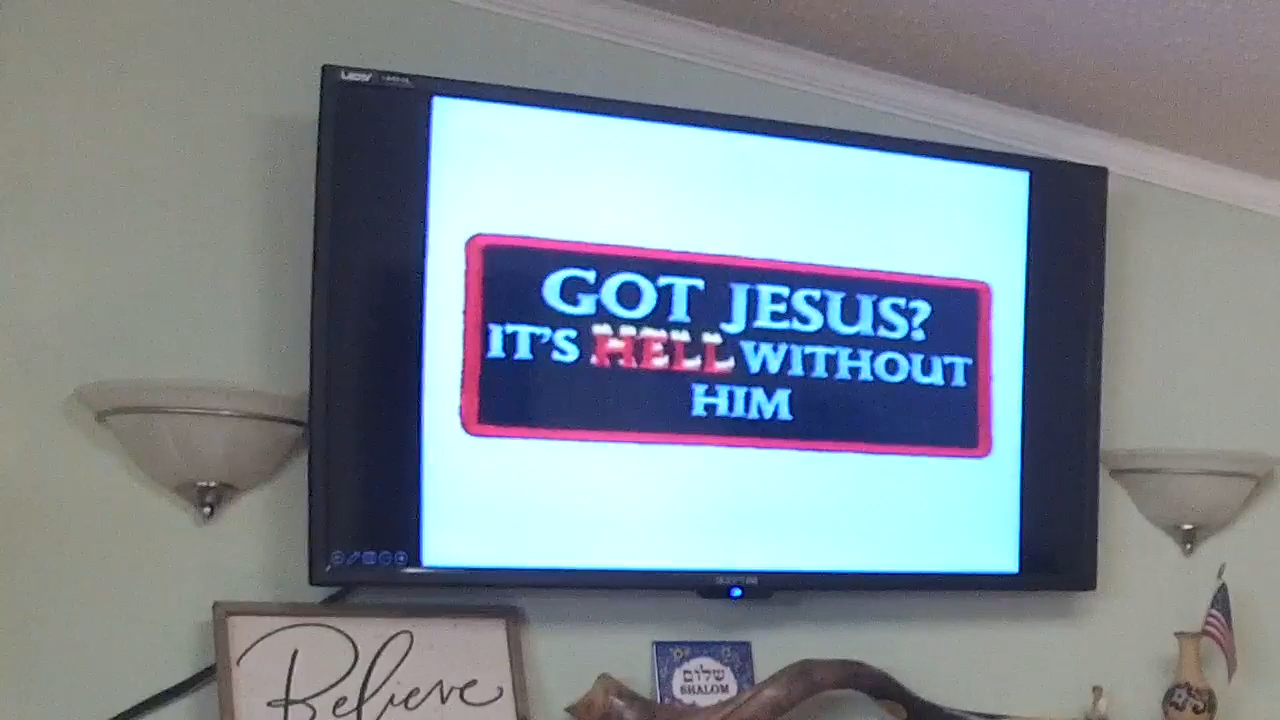 GOT JESUS?
IT'S HELL WITHOUT
HIM
Believe
שלום
SHALOM